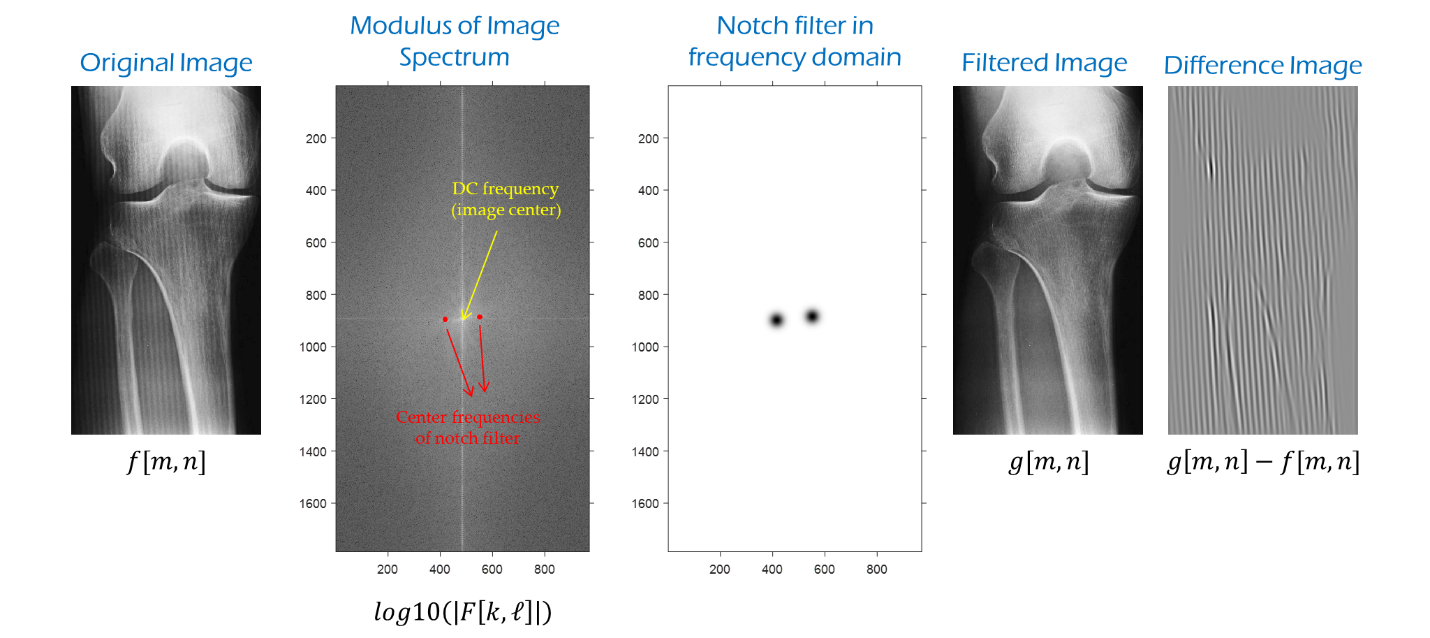 Original Image
f[m, n]
Modulus of Image
Spectrum
200
400
600
800
1000
1200
1400
1600
DC frequency
(image center)
Center frequencies
of notch filter
200
400
600
800
log10(|F[k, ℓ]|)
Notch filter in
frequency domain
200
400
600
800
1000
1200
1400
1600
200
400
600
800
Filtered Image
g[m, n]
Difference Image
g[m, n] − f[m, n]